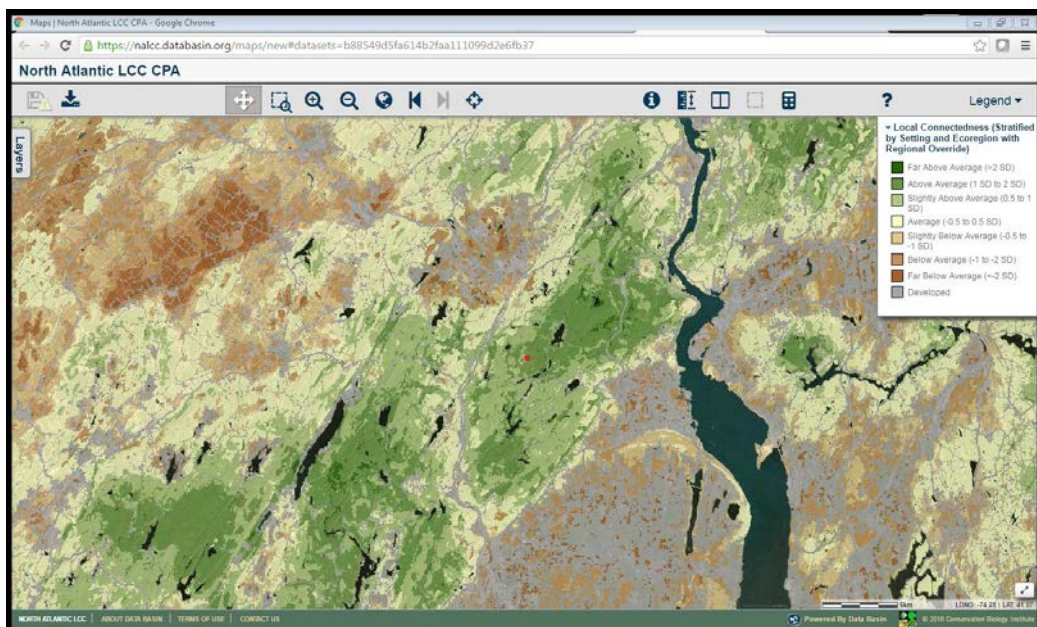 Maps | North Atlantic LCC CPA - Google Chrome
https://nalcc.databasin.org/maps/new#datasets=b88549d5fa614b2faa111099d2e6fb37
North Atlantic LCC CPA
?
Legend
Layers
Local Connectedness (Stratified
by Setting and Ecoregion with
Regional Override)
Far Above Average (>2 SD)
Above Average (1 SD to 2 SD)
Slightly Above Average (0.5 to 1
SD)
Average (-0.5 to 0.5 SD)
Slightly Below Average (-0.5 to
-1 SD)
Below Average (-1 to -2 SD)
Far Below Average (<-2 SD)
Developed
5km
LONG: -74.28 | LAT:
NORTH ATLANTIC LCC | ABOUT DATA BASIN | TERMS OF USE | CONTACT US
Powered By Data Basin
© 2016 Conservation Biology Institute